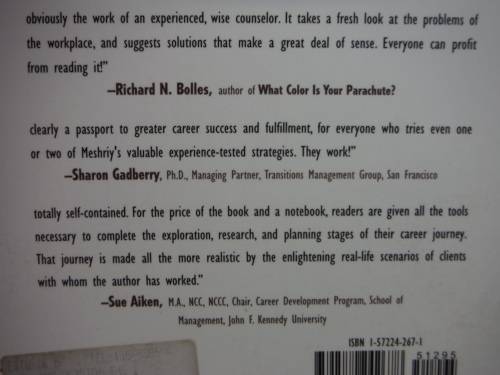 obviously the work of an experienced, wise counselor. It takes a fresh look at the problems of
the workplace, and suggests solutions that make a great deal of sense. Everyone can profit
from reading it!"
–Richard N. Bolles, author of What Color Is Your Parachute?
clearly a passport to greater career success and fulfillment, for everyone who tries even one
or two of Meshriy's valuable experience-tested strategies. They work!"
–Sharon Gadberry, Ph.D., Managing Partner, Transitions Management Group, San Francisco
totally self-contained. For the price of the book and a notebook, readers are given all the tools
necessary to complete the exploration, research, and planning stages of their career journey.
That journey is made all the more realistic by the enlightening real-life scenarios of clients
with whom the author has worked."
–Sue Aiken, M.A., NCC, NCCC, Chair, Career Development Program, School of
Management, John F. Kennedy University
ISBN 1-57224-267-1
51295